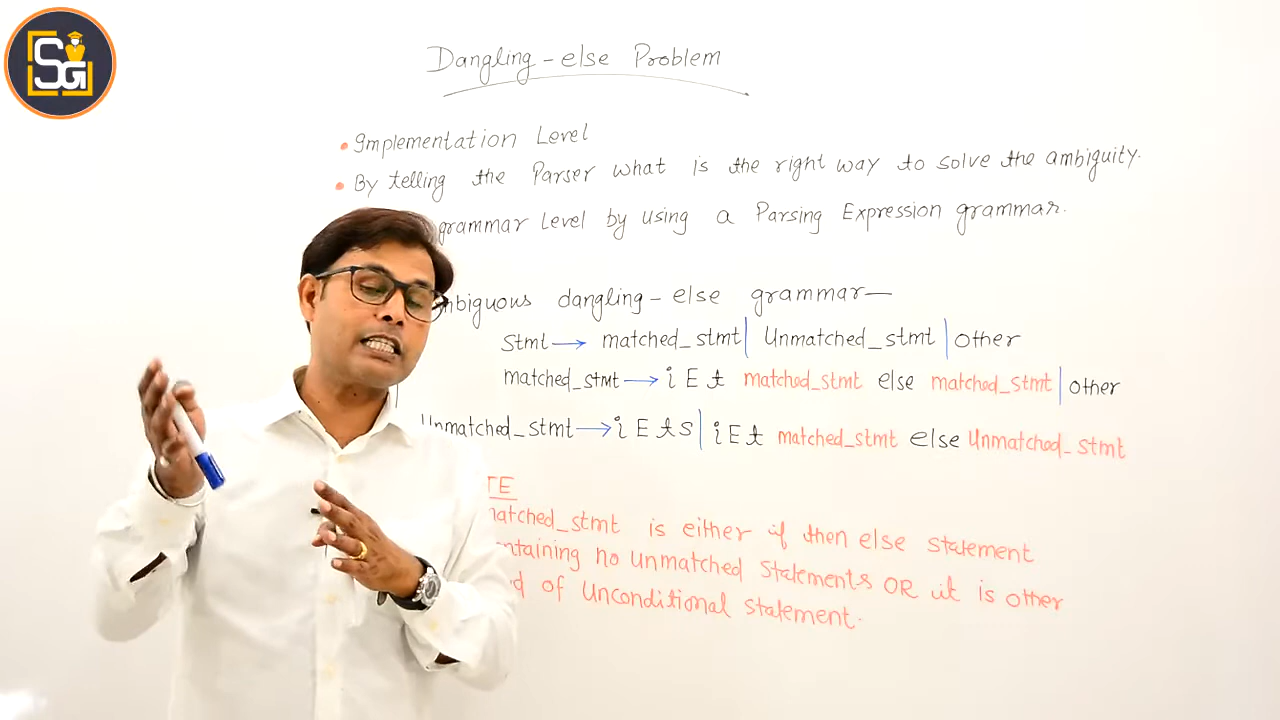 SG
Dangling-else Problem
• Implementation Level
• By telling the Parser what is the right way to solve the ambiguity.
grammar Level by using a Parsing Expression grammar.
mbiguous dangling-else grammar—
Stmt → matched_stmt | Unmatched_stmt | other
matched_stmt → i E t matched_stmt else matched_stmt | other
Unmatched_stmt → i E t S | i E t matched_stmt else Unmatched_stmt
TE
matched_stmt is either if then else statement
ntaining no unmatched Statements OR it is other
d of Unconditional statement.